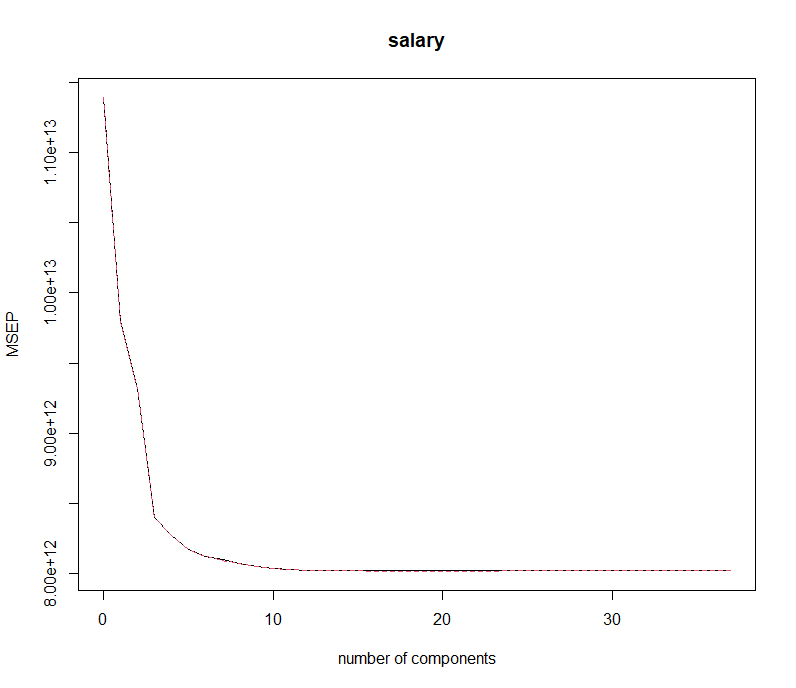 salary
MSEP
1.10e+13
1.00e+13
9.00e+12
8.00e+12
0 10 20 30
number of components